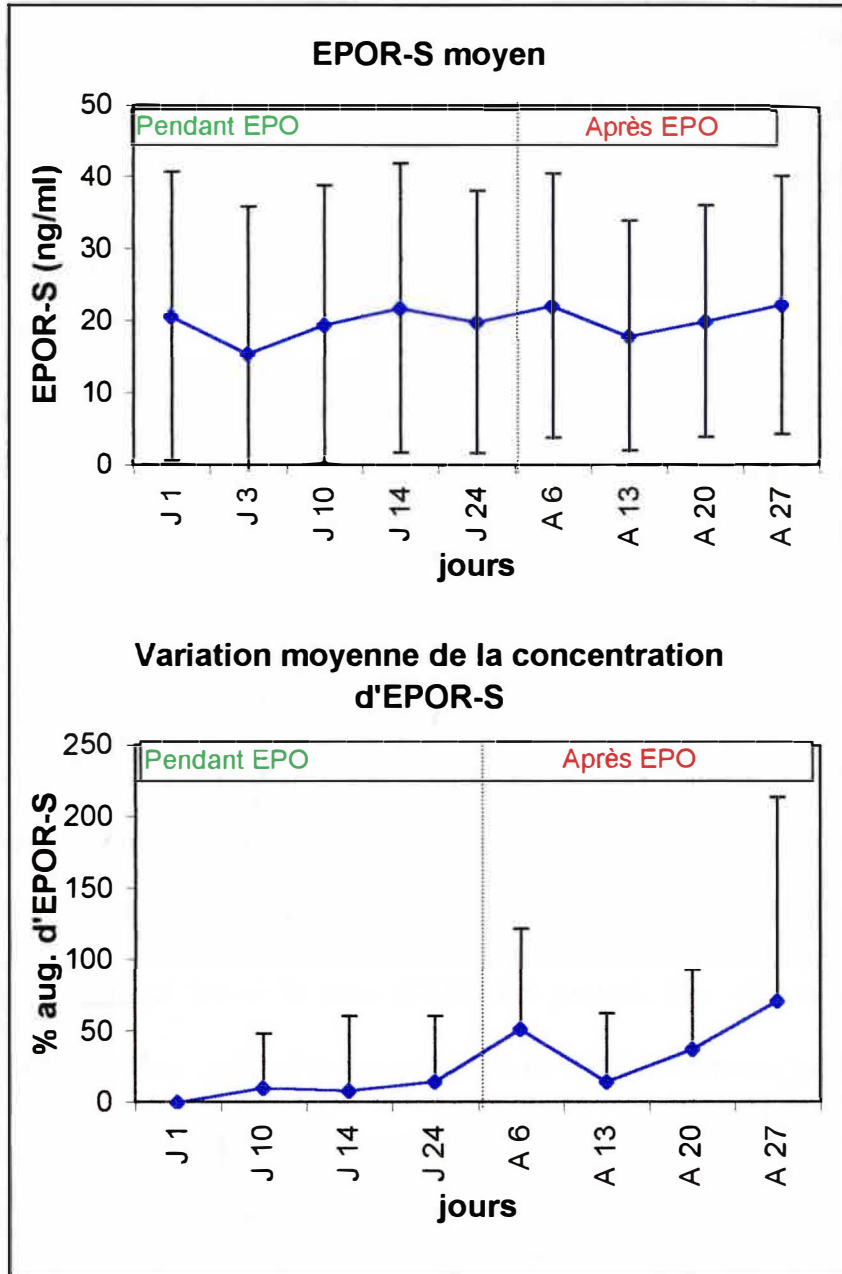 EPOR-S moyen
50
Pendant EPO
Après EPO
40
30
20
10
0
EPOR-S (ng/ml)
J 1
J 3
J 10
J 14
J 24
A 6
A 13
A 20
A 27
jours
Variation moyenne de la concentration
d'EPOR-S
250
Pendant EPO
Après EPO
200
150
100
50
0
% aug. d'EPOR-S
J 1
J 10
J 14
J 24
A 6
A 13
A 20
A 27
jours